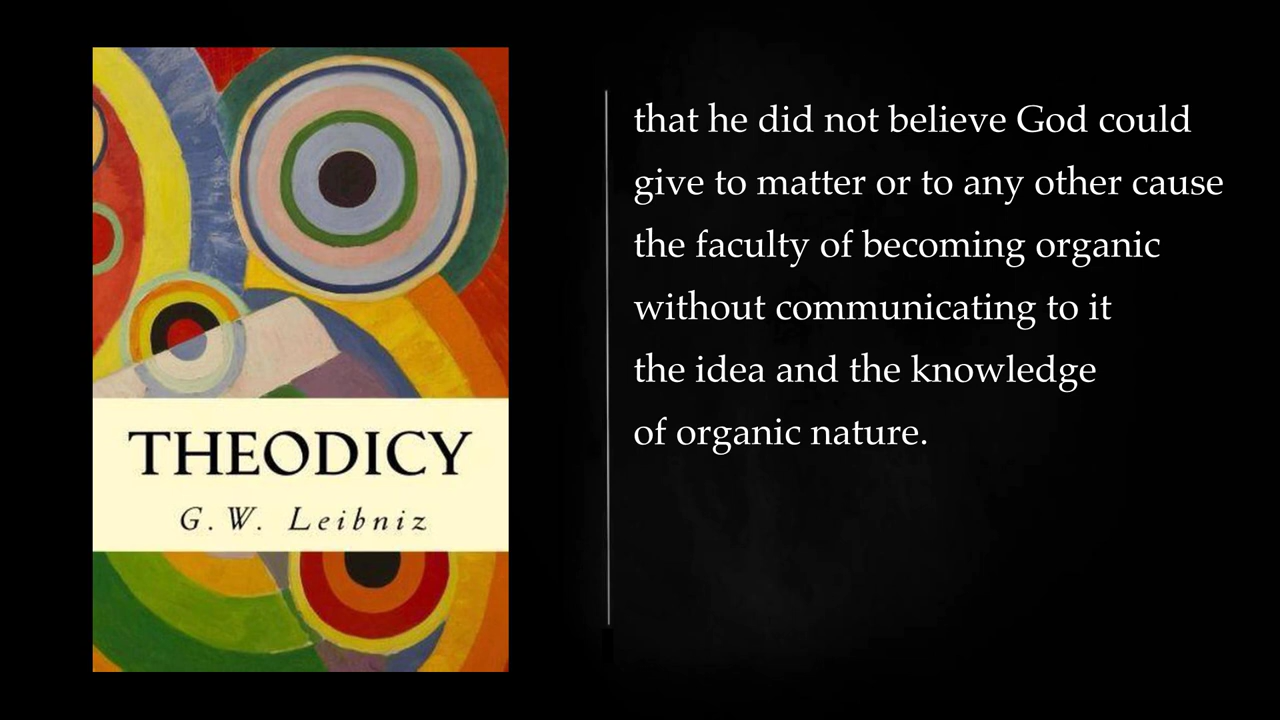 THEODICY
G. W. Leibniz
that he did not believe God could
give to matter or to any other cause
the faculty of becoming organic
without communicating to it
the idea and the knowledge
of organic nature.